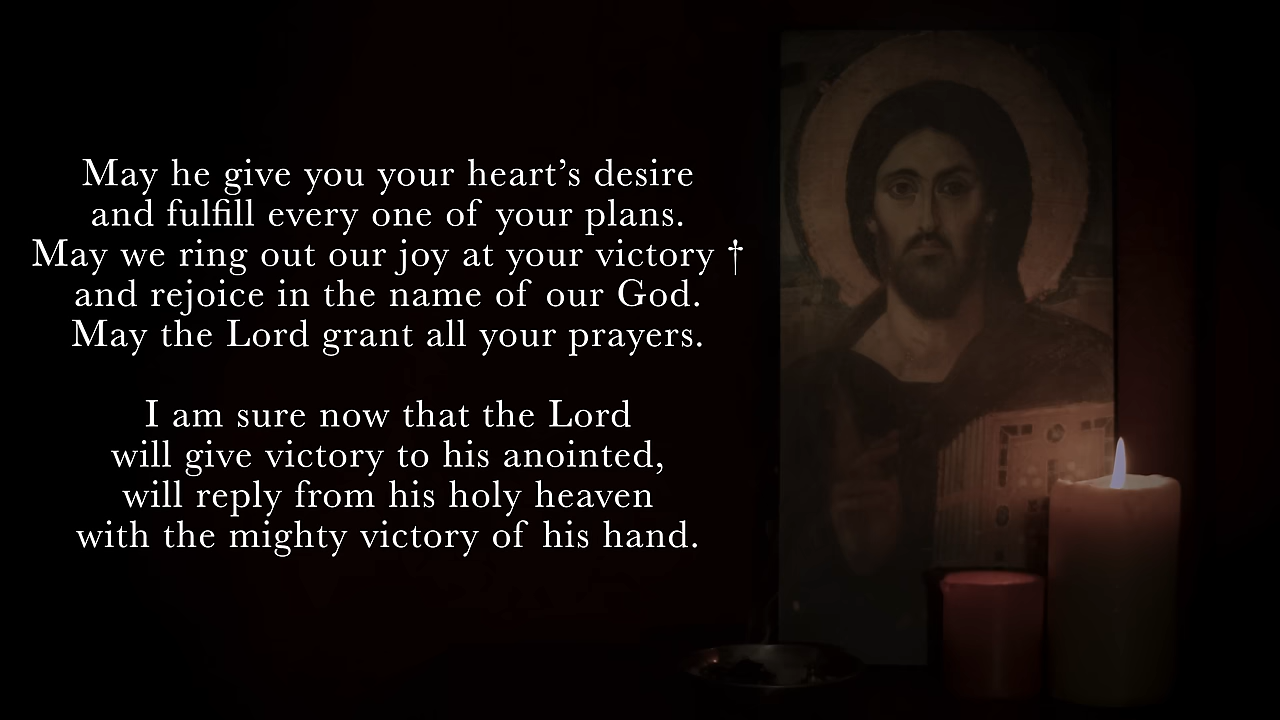 May he give you your heart’s desire
and fulfill every one of your plans.
May we ring out our joy at your victory †
and rejoice in the name of our God.
May the Lord grant all your prayers.
I am sure now that the Lord
will give victory to his anointed,
will reply from his holy heaven
with the mighty victory of his hand.